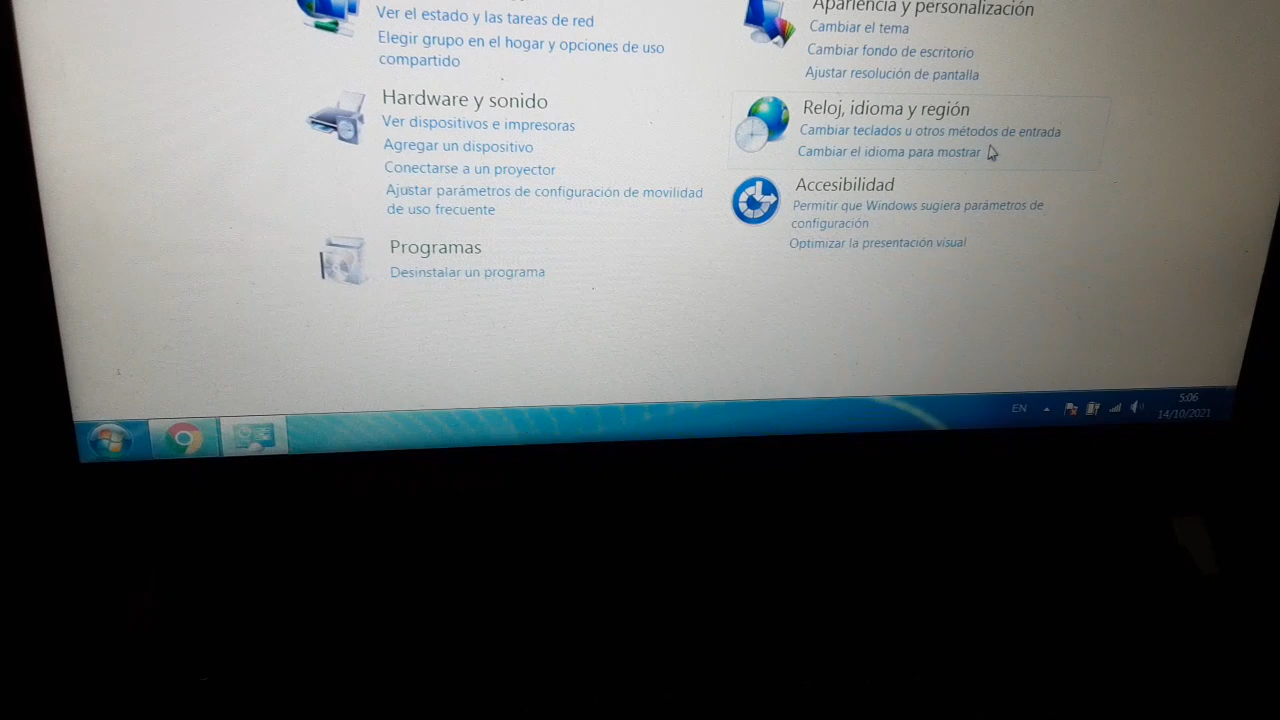 Ver el estado y las tareas de red
Elegir grupo en el hogar y opciones de uso
compartido
Hardware y sonido
Ver dispositivos e impresoras
Agregar un dispositivo
Conectarse a un proyector
Ajustar parámetros de configuración de movilidad
de uso frecuente
Programas
Desinstalar un programa
Apariencia y personalización
Cambiar el tema
Cambiar fondo de escritorio
Ajustar resolución de pantalla
Reloj, idioma y región
Cambiar teclados u otros métodos de entrada
Cambiar el idioma para mostrar
Accesibilidad
Permitir que Windows sugiera parámetros de
configuración
Optimizar la presentación visual
EN
5:06
14/10/2021